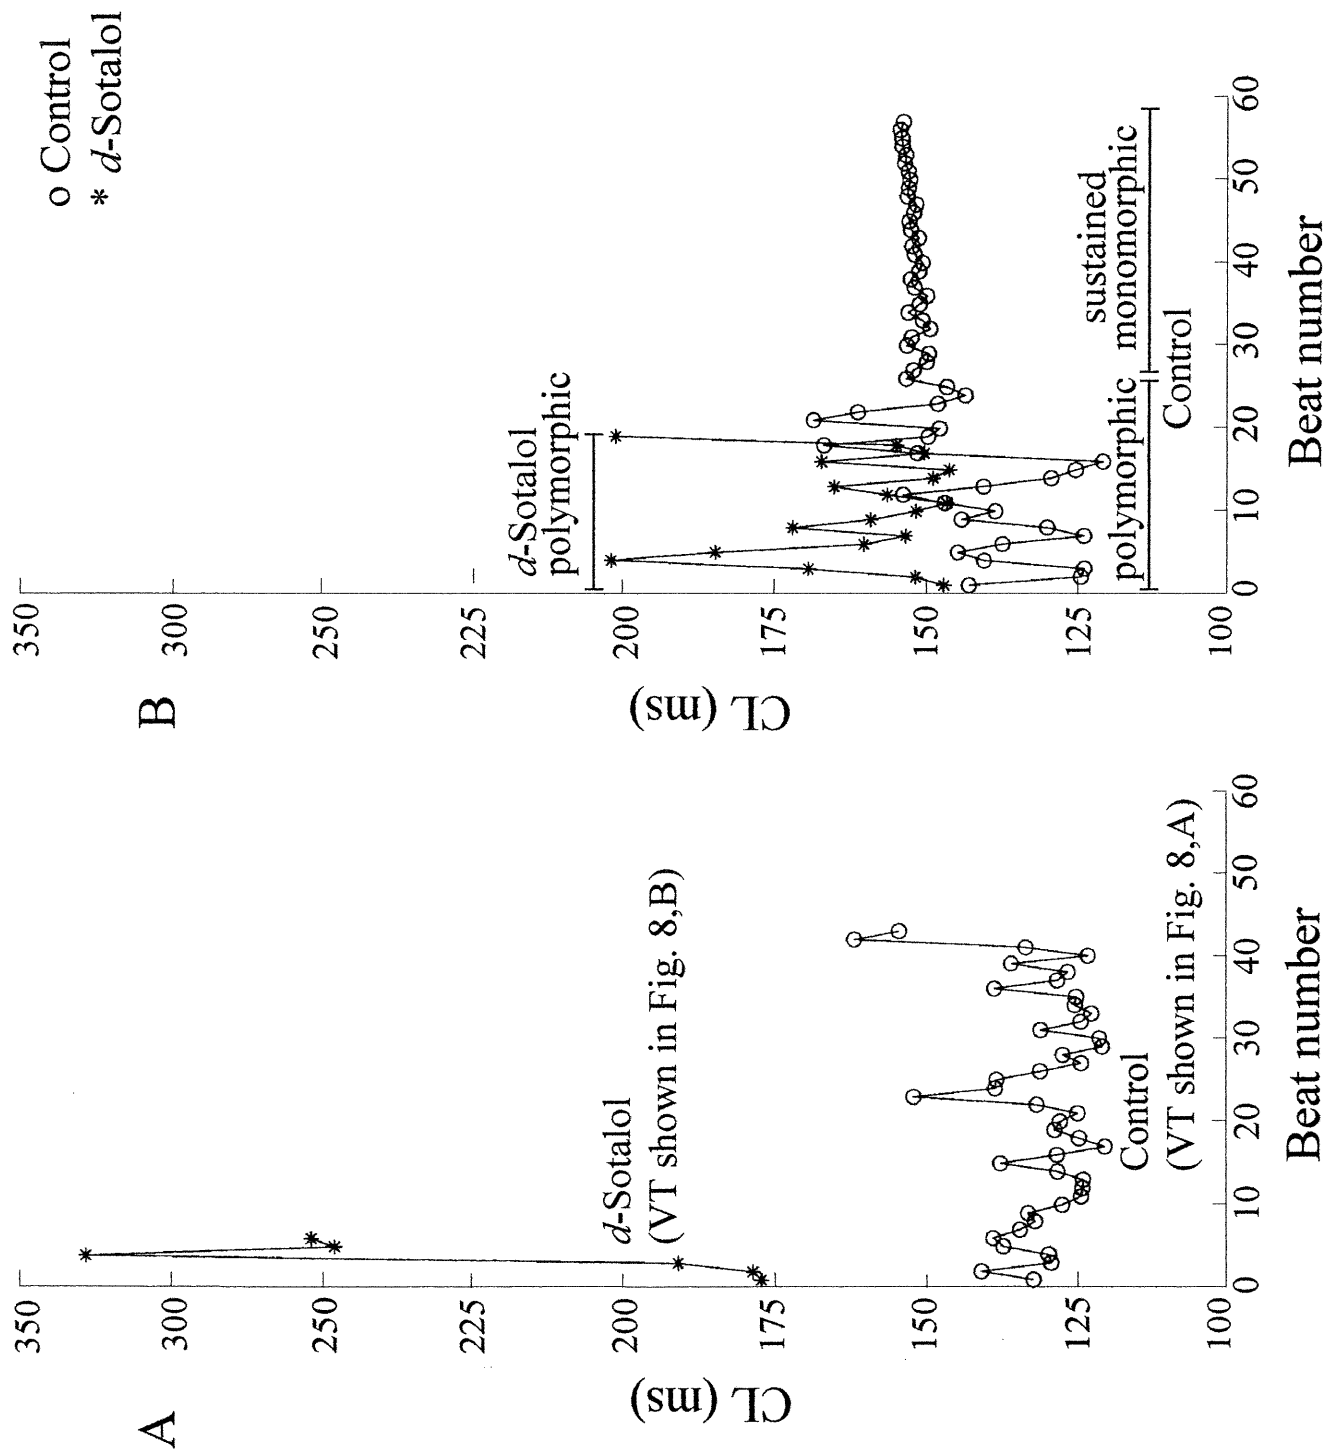 A
CL (ms)
350
300
250
225
200
175
150
125
100
0
10
20
30
40
50
60
Beat number
d-Sotalol
(VT shown in Fig. 8,B)
Control
(VT shown in Fig. 8,A)
B
o Control
* d-Sotalol
CL (ms)
350
300
250
225
200
175
150
125
100
0
10
20
30
40
50
60
Beat number
d-Sotalol
polymorphic
polymorphic
sustained
monomorphic
Control